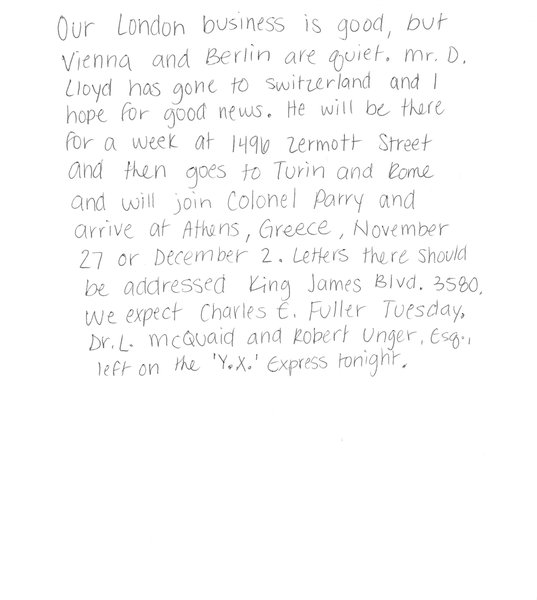 Our London business is good, but
Vienna and Berlin are quiet. Mr. D.
Lloyd has gone to Switzerland and I
hope for good news. He will be there
for a week at 1496 Zermott Street
and then goes to Turin and Rome
and will join Colonel Parry and
arrive at Athens, Greece, November
27 or December 2. Letters there should
be addressed King James Blvd. 3580.
We expect Charles E. Fuller Tuesday.
Dr. L. McQuaid and Robert Unger, Esq.,
left on the 'Y.X.' Express tonight.